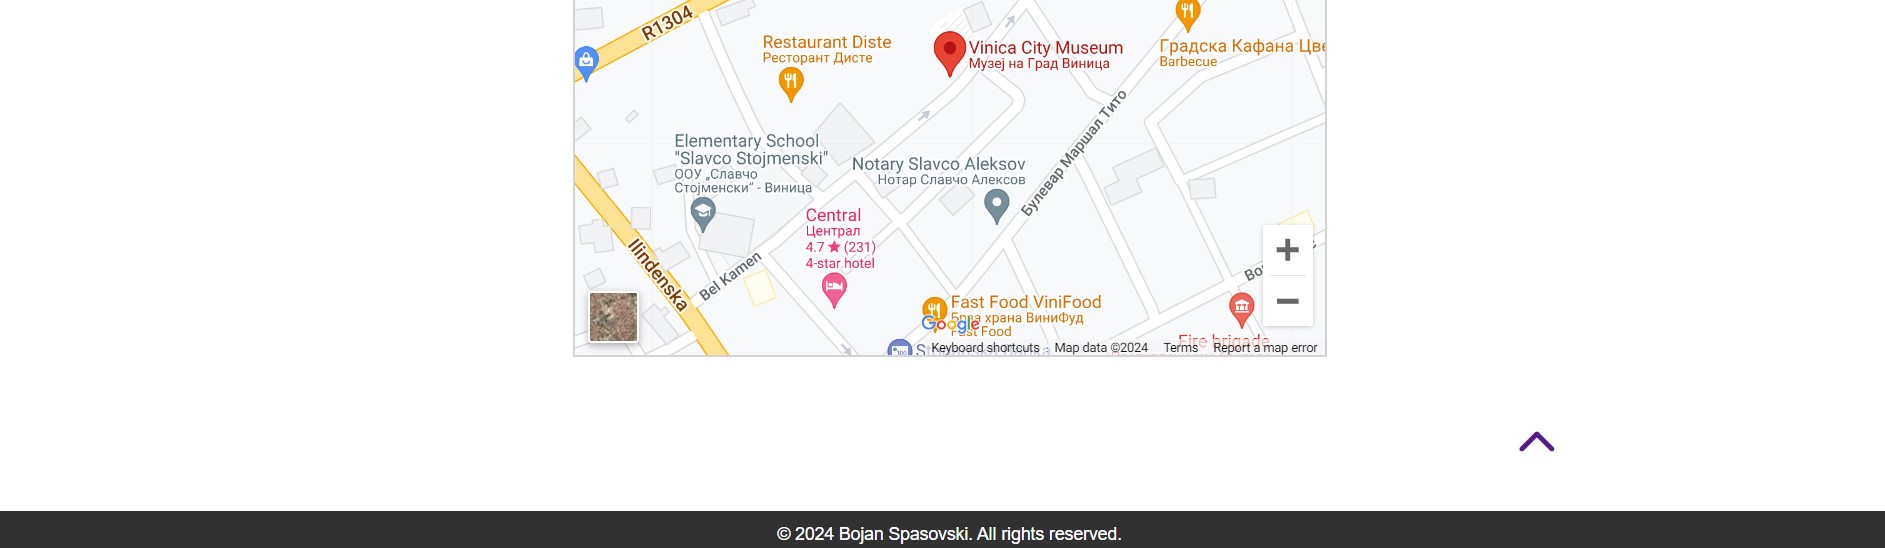 R1304
Restaurant Diste
Ресторант Дисте
Vinica City Museum
Музеј на Град Виница
Градска Кафана Цве
Barbecue
Elementary School
"Slavco Stojmenski"
ООУ „Славчо
Стојменски“ - Виница
Notary Slavco Aleksov
Нотар Славчо Алексов
Булевар Маршал Тито
Central
Централ
4.7 ★ (231)
4-star hotel
Ilindenska
Bel Kamen
Fast Food ViniFood
Брза храна ВиниФуд
Fast Food
Google
Fire brigade
Keyboard shortcuts
Map data ©2024
Terms
Report a map error
© 2024 Bojan Spasovski. All rights reserved.